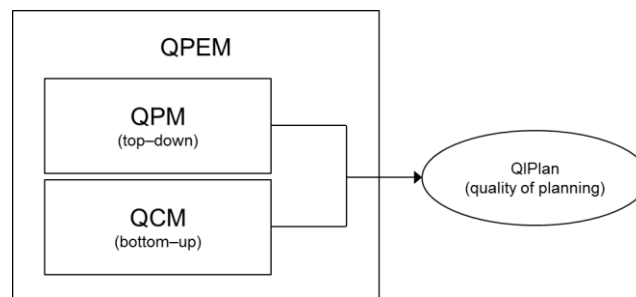 QPEM
QPM
(top–down)
QCM
(bottom–up)
QIPlan
(quality of planning)